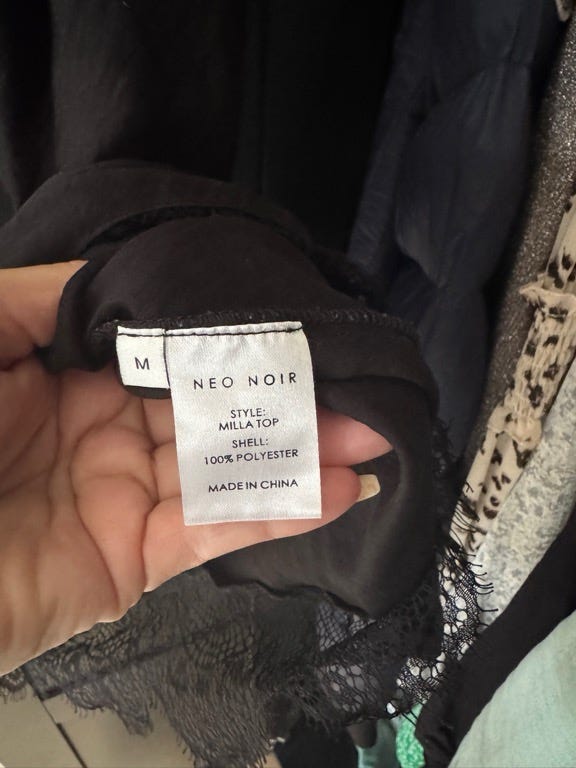 M
NEO NOIR
STYLE:
MILLA TOP
SHELL:
100% POLYESTER
MADE IN CHINA